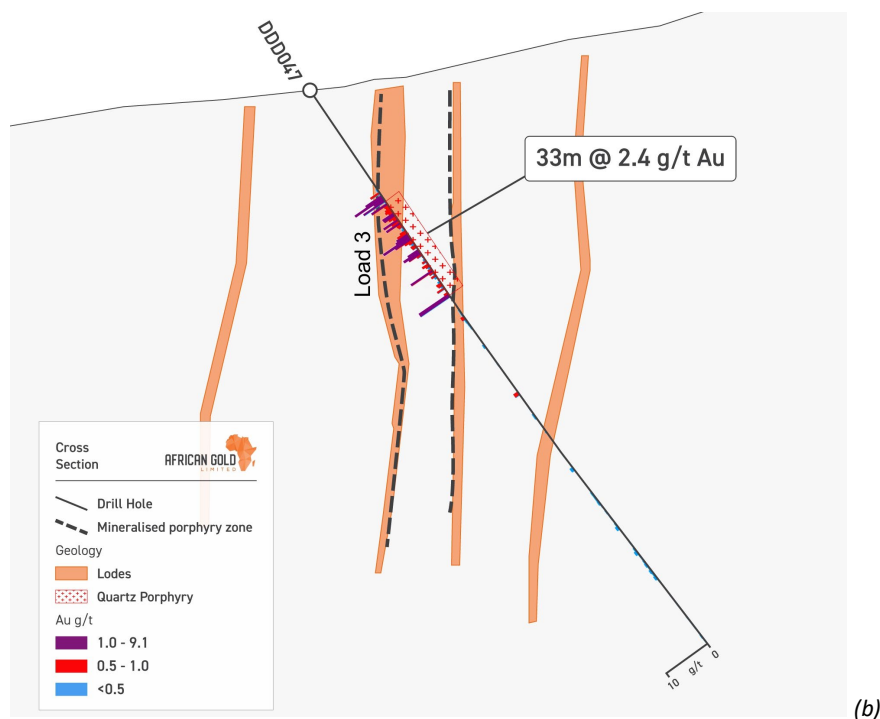 DDD047
33m @ 2.4 g/t Au
Load 3
Cross
Section
AFRICAN GOLD
LIMITED
Drill Hole
Mineralised porphyry zone
Geology
Lodes
Quartz Porphyry
Au g/t
1.0 - 9.1
0.5 - 1.0
<0.5
10 g/t 0
(b)